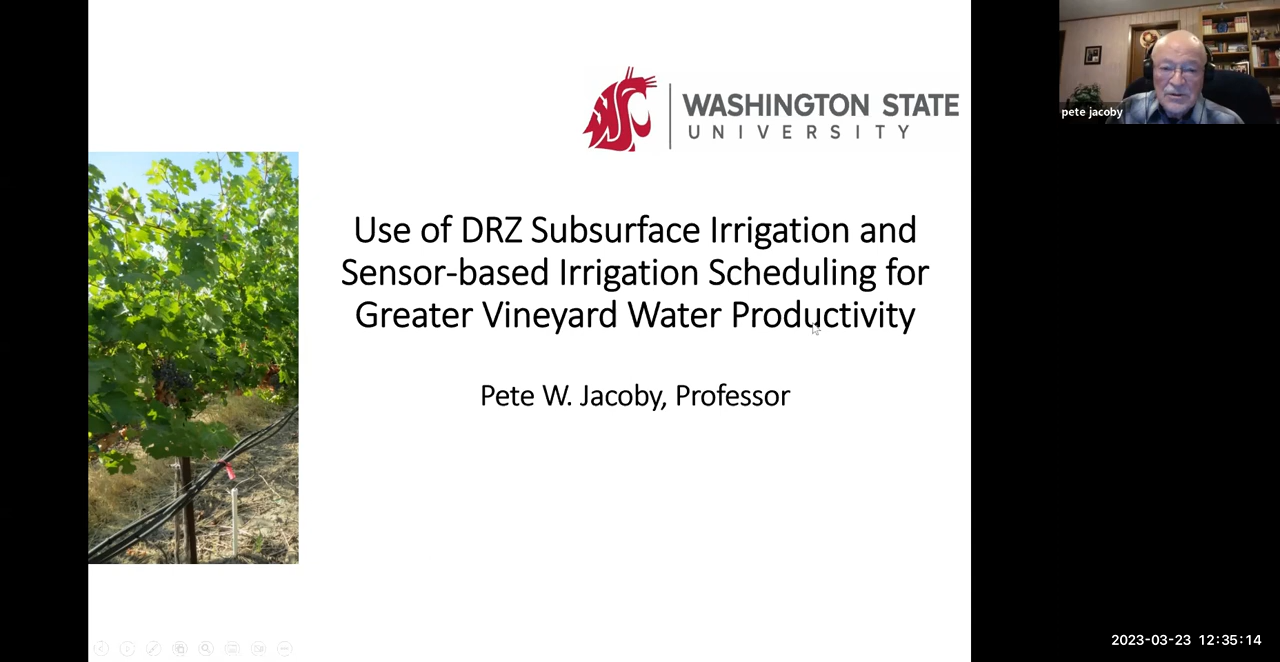 WASHINGTON STATE
UNIVERSITY
pete jacoby
Use of DRZ Subsurface Irrigation and
Sensor-based Irrigation Scheduling for
Greater Vineyard Water Productivity
Pete W. Jacoby, Professor
2023-03-23 12:35:14